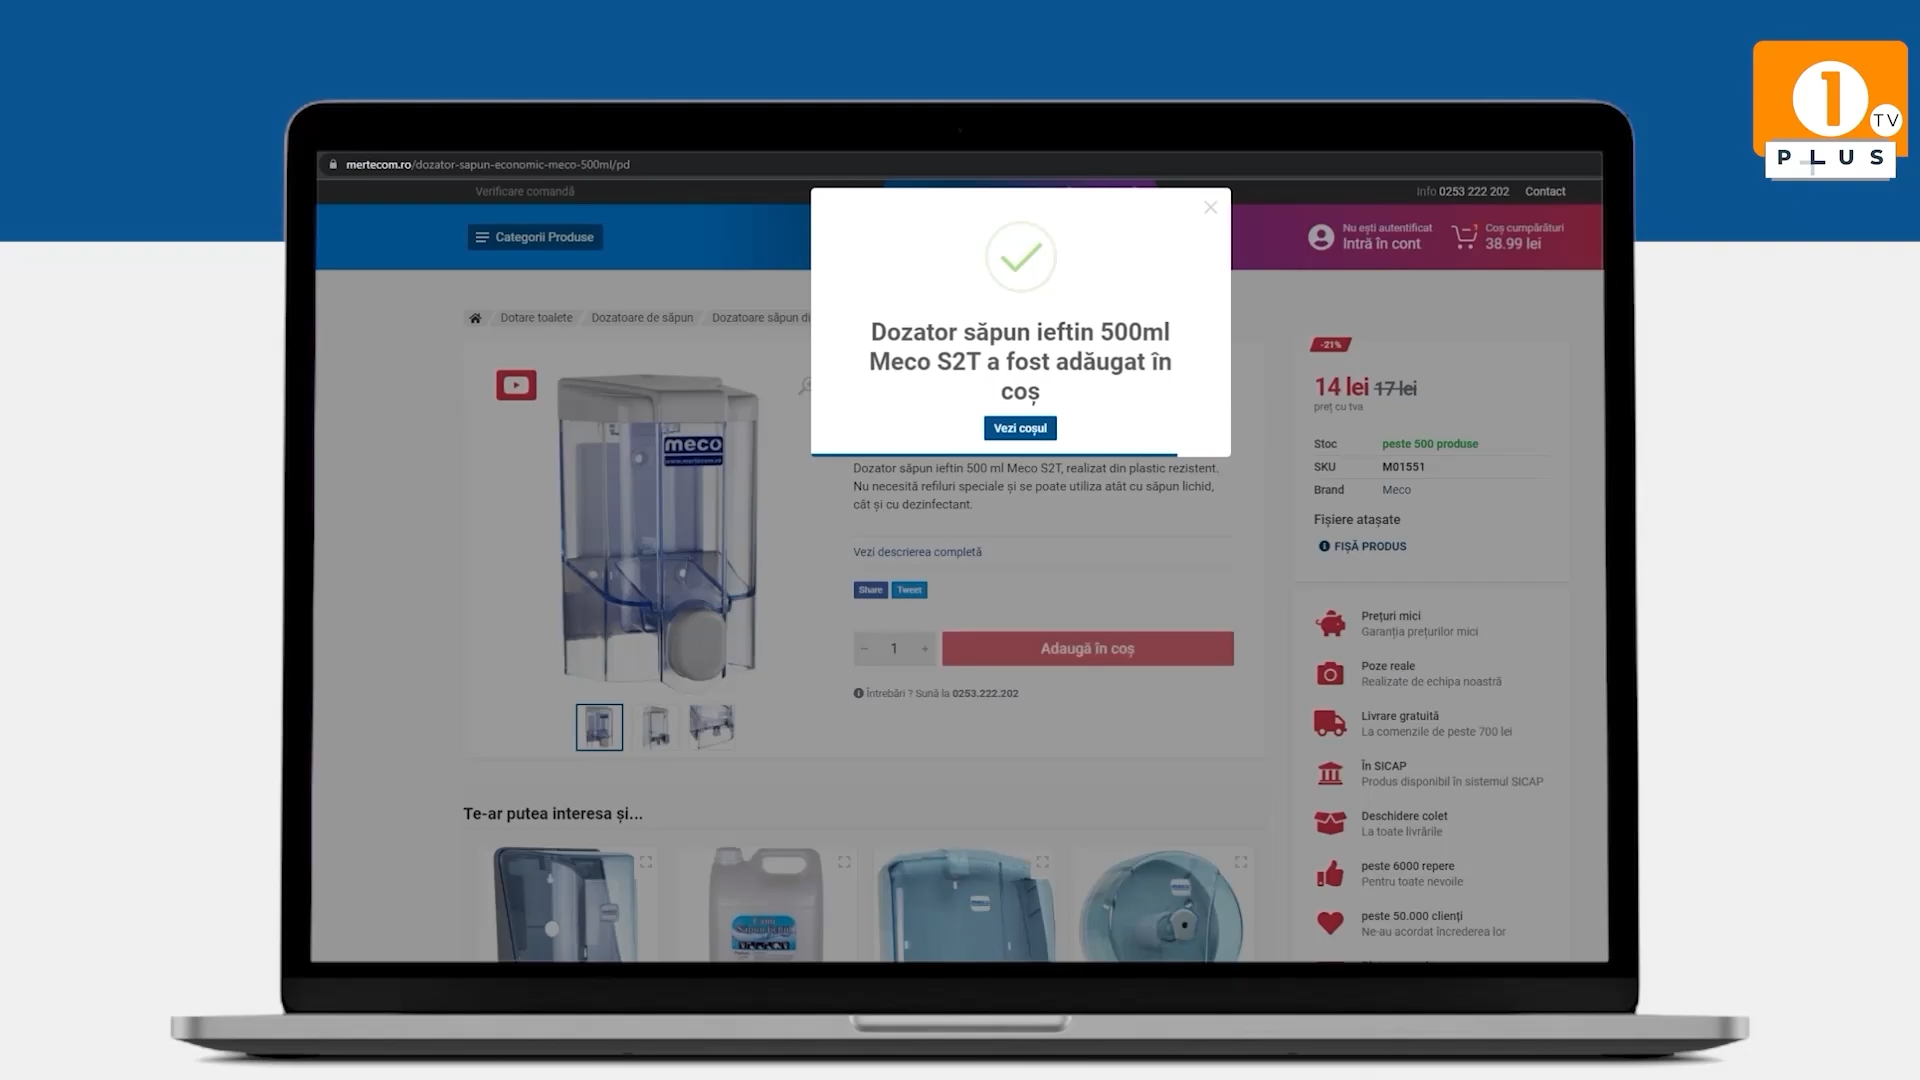 1
TV
PLUS
mertecom.ro/dozator-sapun-economic-meco-500ml/pd
Verificare comandă
Info 0253 222 202 Contact
Categorii Produse
Nu ești autentificat
Intră în cont
1
Coș cumpărături
38.99 lei
Dotare toalete
Dozatoare de săpun
Dozatoare săpun di
Dozator săpun ieftin 500ml
Meco S2T a fost adăugat în
coș
Vezi coșul
meco
www.mertecom.ro
Dozator săpun ieftin 500 ml Meco S2T, realizat din plastic rezistent.
Nu necesită refiluri speciale și se poate utiliza atât cu săpun lichid,
cât și cu dezinfectant.
Vezi descrierea completă
Share Tweet
− 1 +
Adaugă în coș
Întrebări ? Sună la 0253.222.202
-21%
14 lei 17 lei
preț cu tva
Stoc peste 500 produse
SKU M01551
Brand Meco
Fișiere atașate
FIȘĂ PRODUS
Prețuri mici
Garanția prețurilor mici
Poze reale
Realizate de echipa noastră
Livrare gratuită
La comenzile de peste 700 lei
În SICAP
Produs disponibil în sistemul SICAP
Deschidere colet
La toate livrările
peste 6000 repere
Pentru toate nevoile
peste 50.000 clienți
Ne-au acordat încrederea lor
Te-ar putea interesa și...